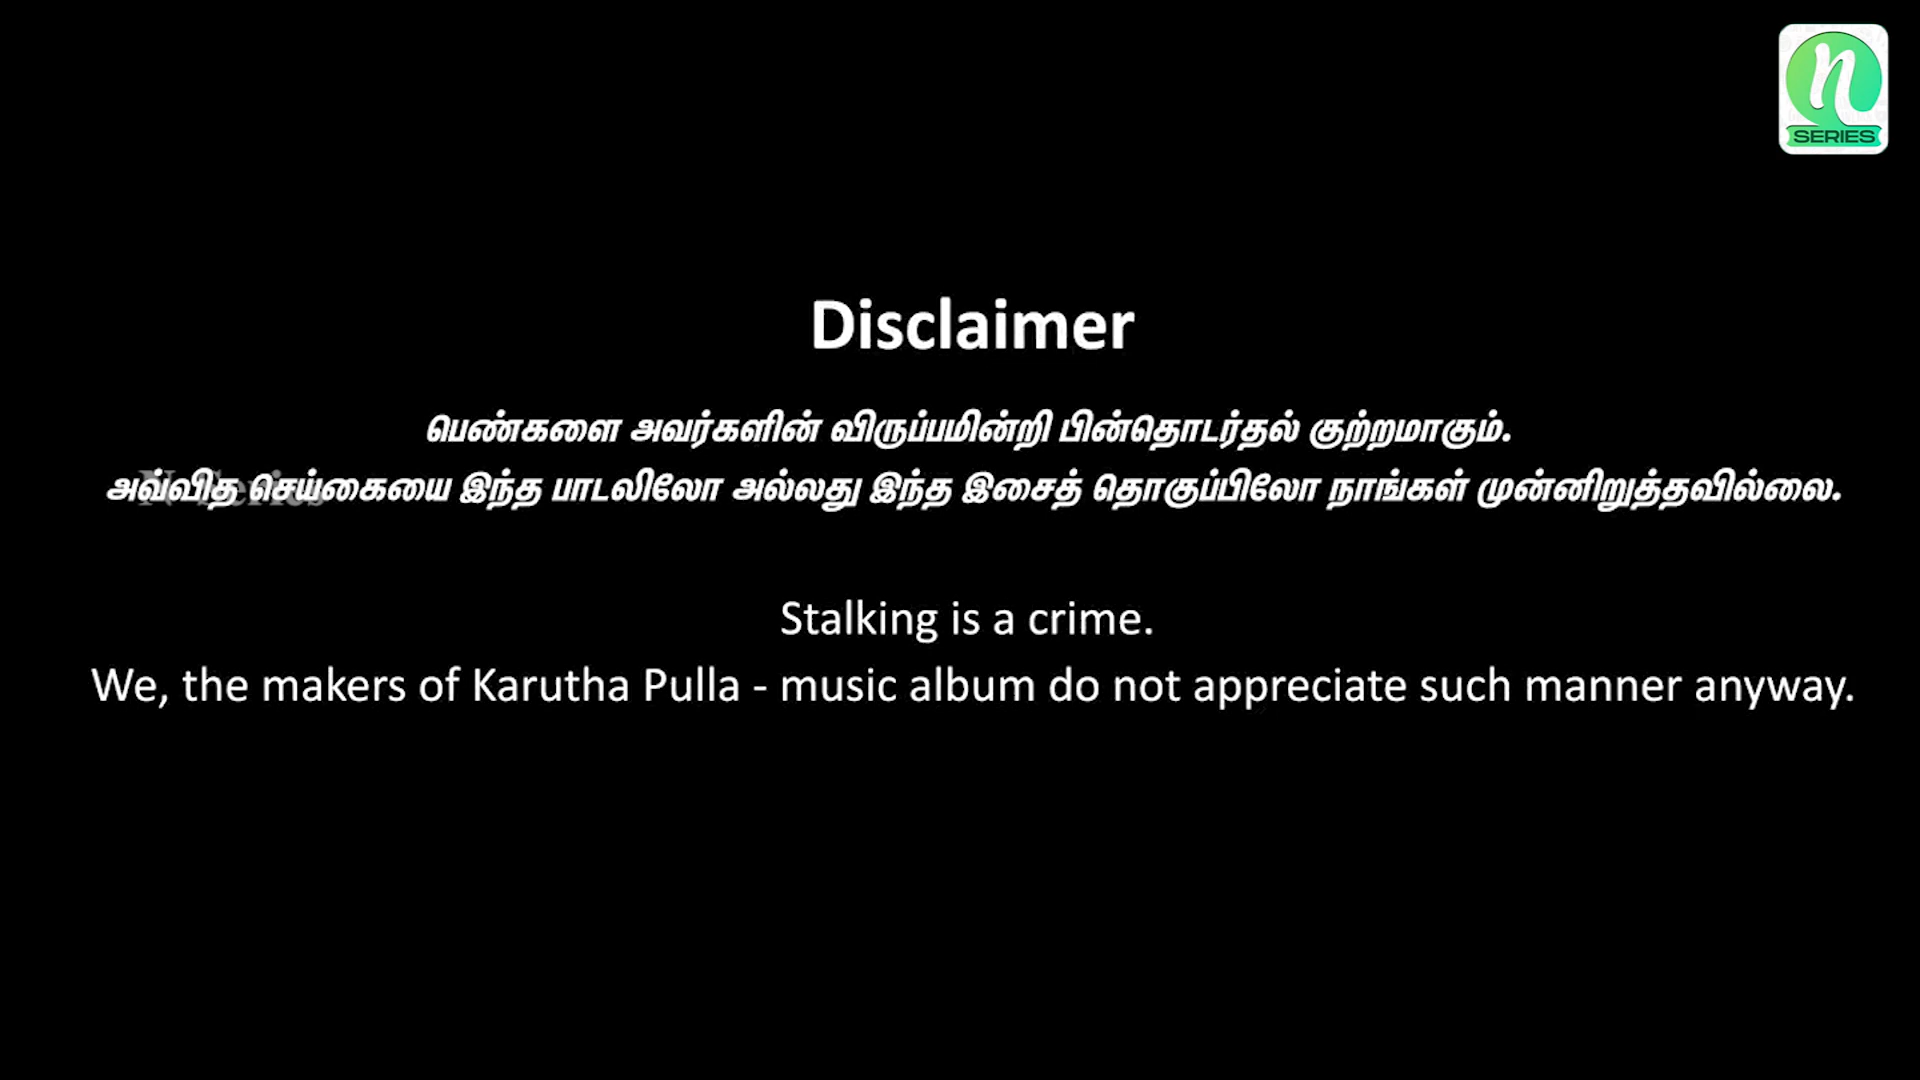 n
SERIES
Disclaimer
பெண்களை அவர்களின் விருப்பமின்றி பின்தொடர்தல் குற்றமாகும்.
அவ்வித செய்கையை இந்த பாடலிலோ அல்லது இந்த இசைத் தொகுப்பிலோ நாங்கள் முன்னிறுத்தவில்லை.
N Series
Stalking is a crime.
We, the makers of Karutha Pulla - music album do not appreciate such manner anyway.